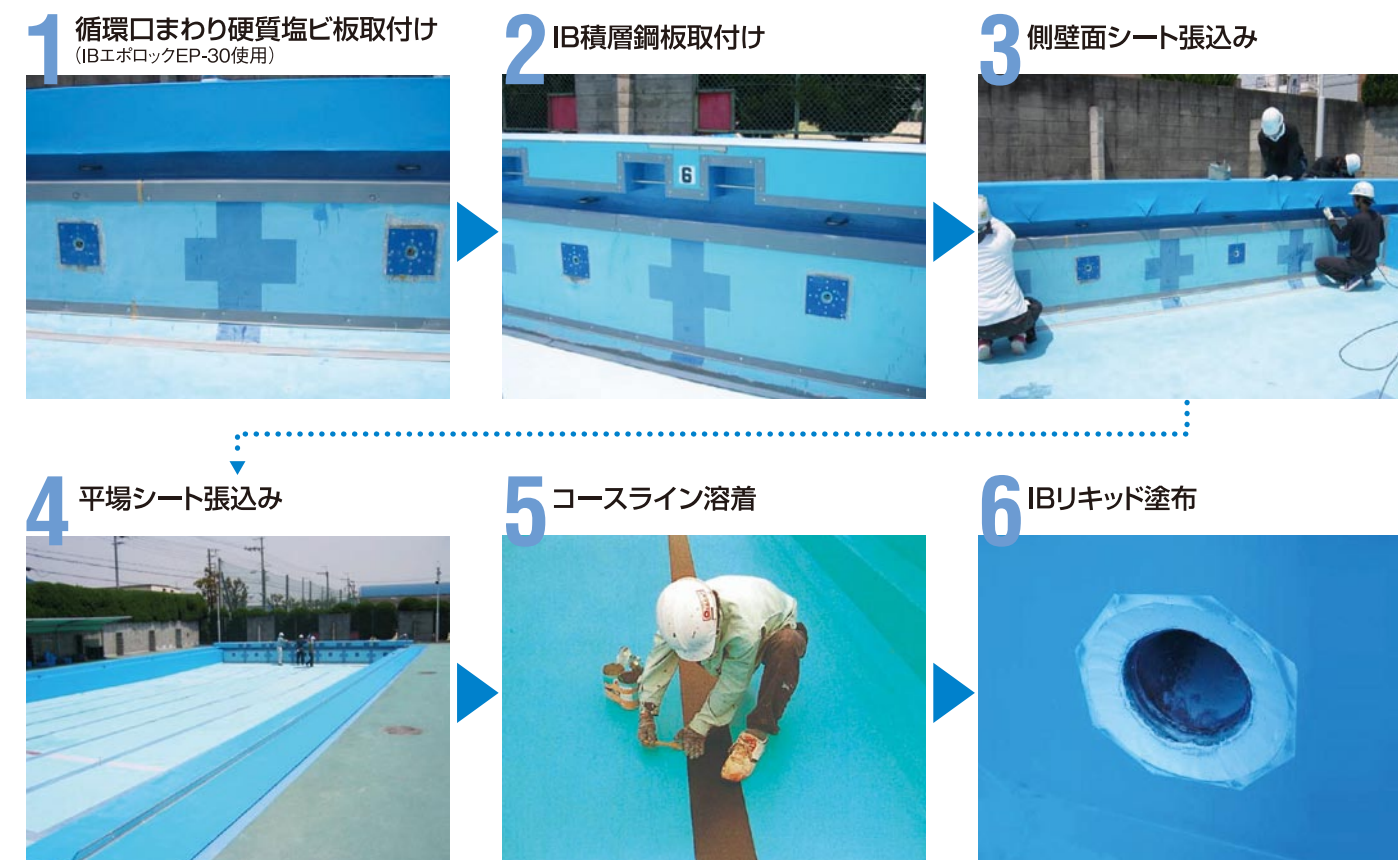 1
循環口まわり硬質塩ビ板取付け
(IBエポロックEP-30使用)
2
IB積層鋼板取付け
6
3
側壁面シート張込み
4
平場シート張込み
5
コースライン溶着
6
IBリキッド塗布